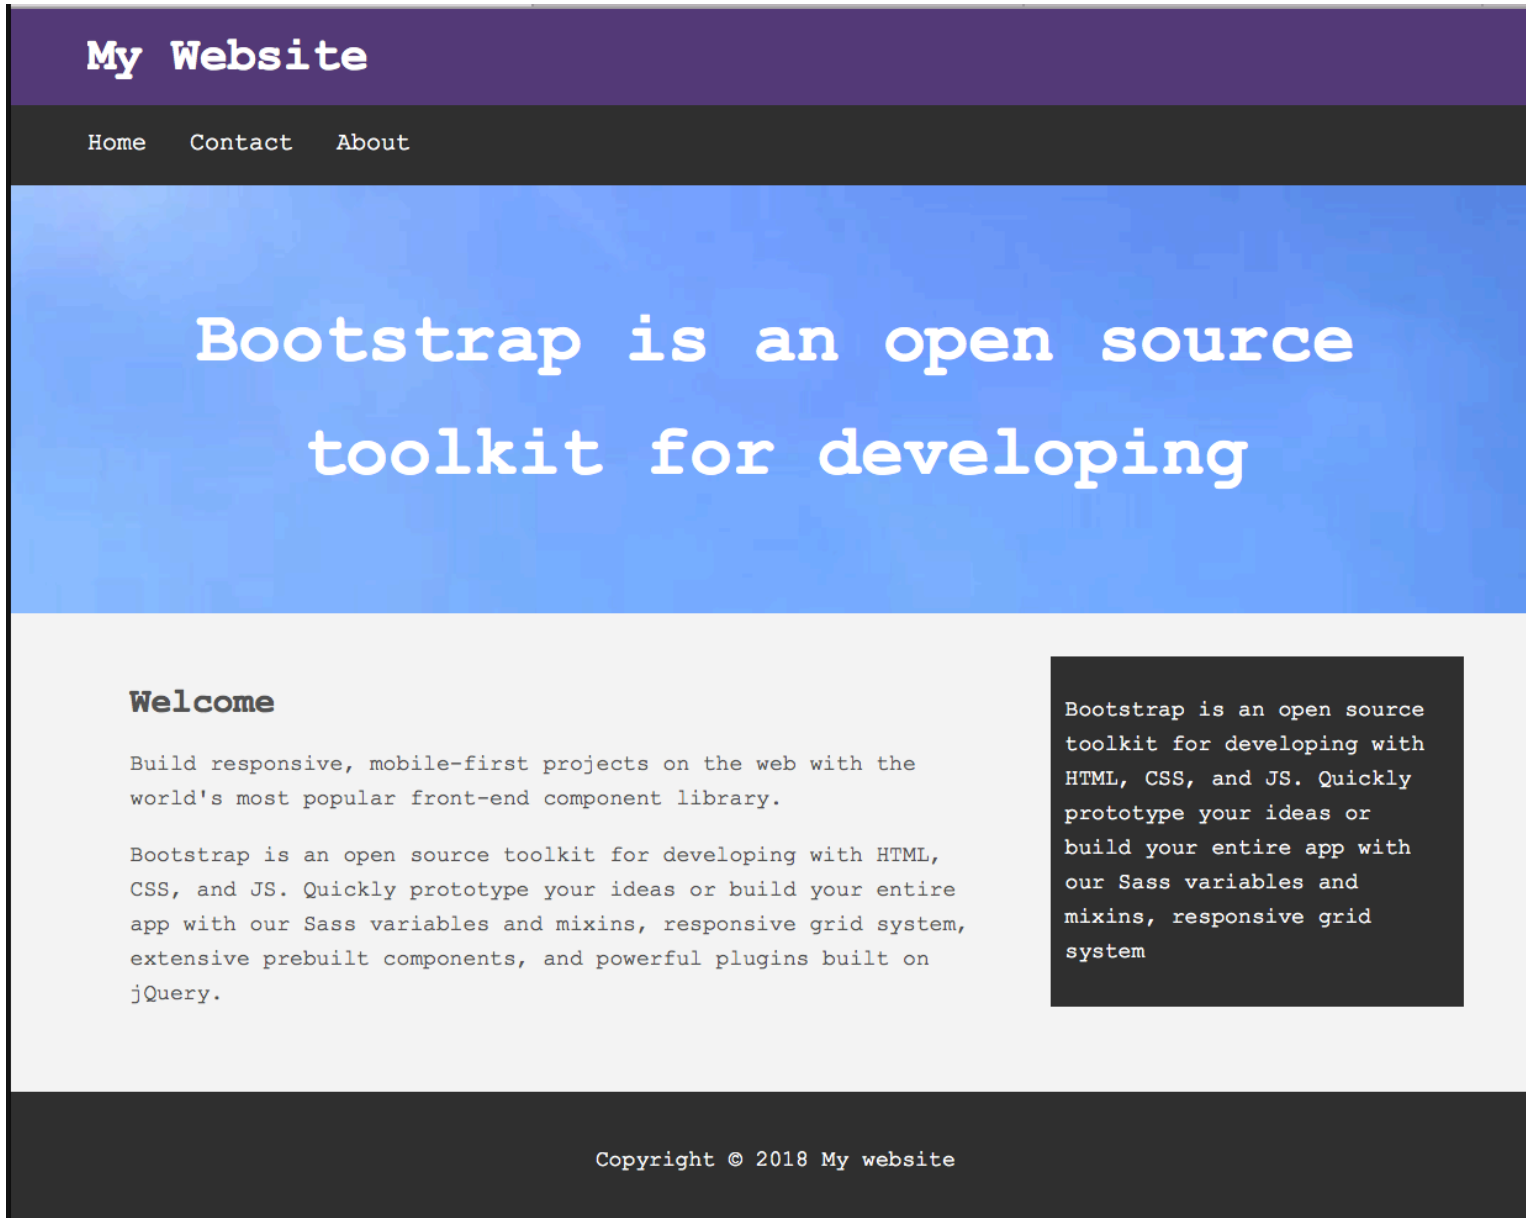 My Website
Home Contact About
Bootstrap is an open source
toolkit for developing
Welcome
Build responsive, mobile-first projects on the web with the
world's most popular front-end component library.
Bootstrap is an open source toolkit for developing with HTML,
CSS, and JS. Quickly prototype your ideas or build your entire
app with our Sass variables and mixins, responsive grid system,
extensive prebuilt components, and powerful plugins built on
jQuery.
Bootstrap is an open source
toolkit for developing with
HTML, CSS, and JS. Quickly
prototype your ideas or
build your entire app with
our Sass variables and
mixins, responsive grid
system
Copyright © 2018 My website